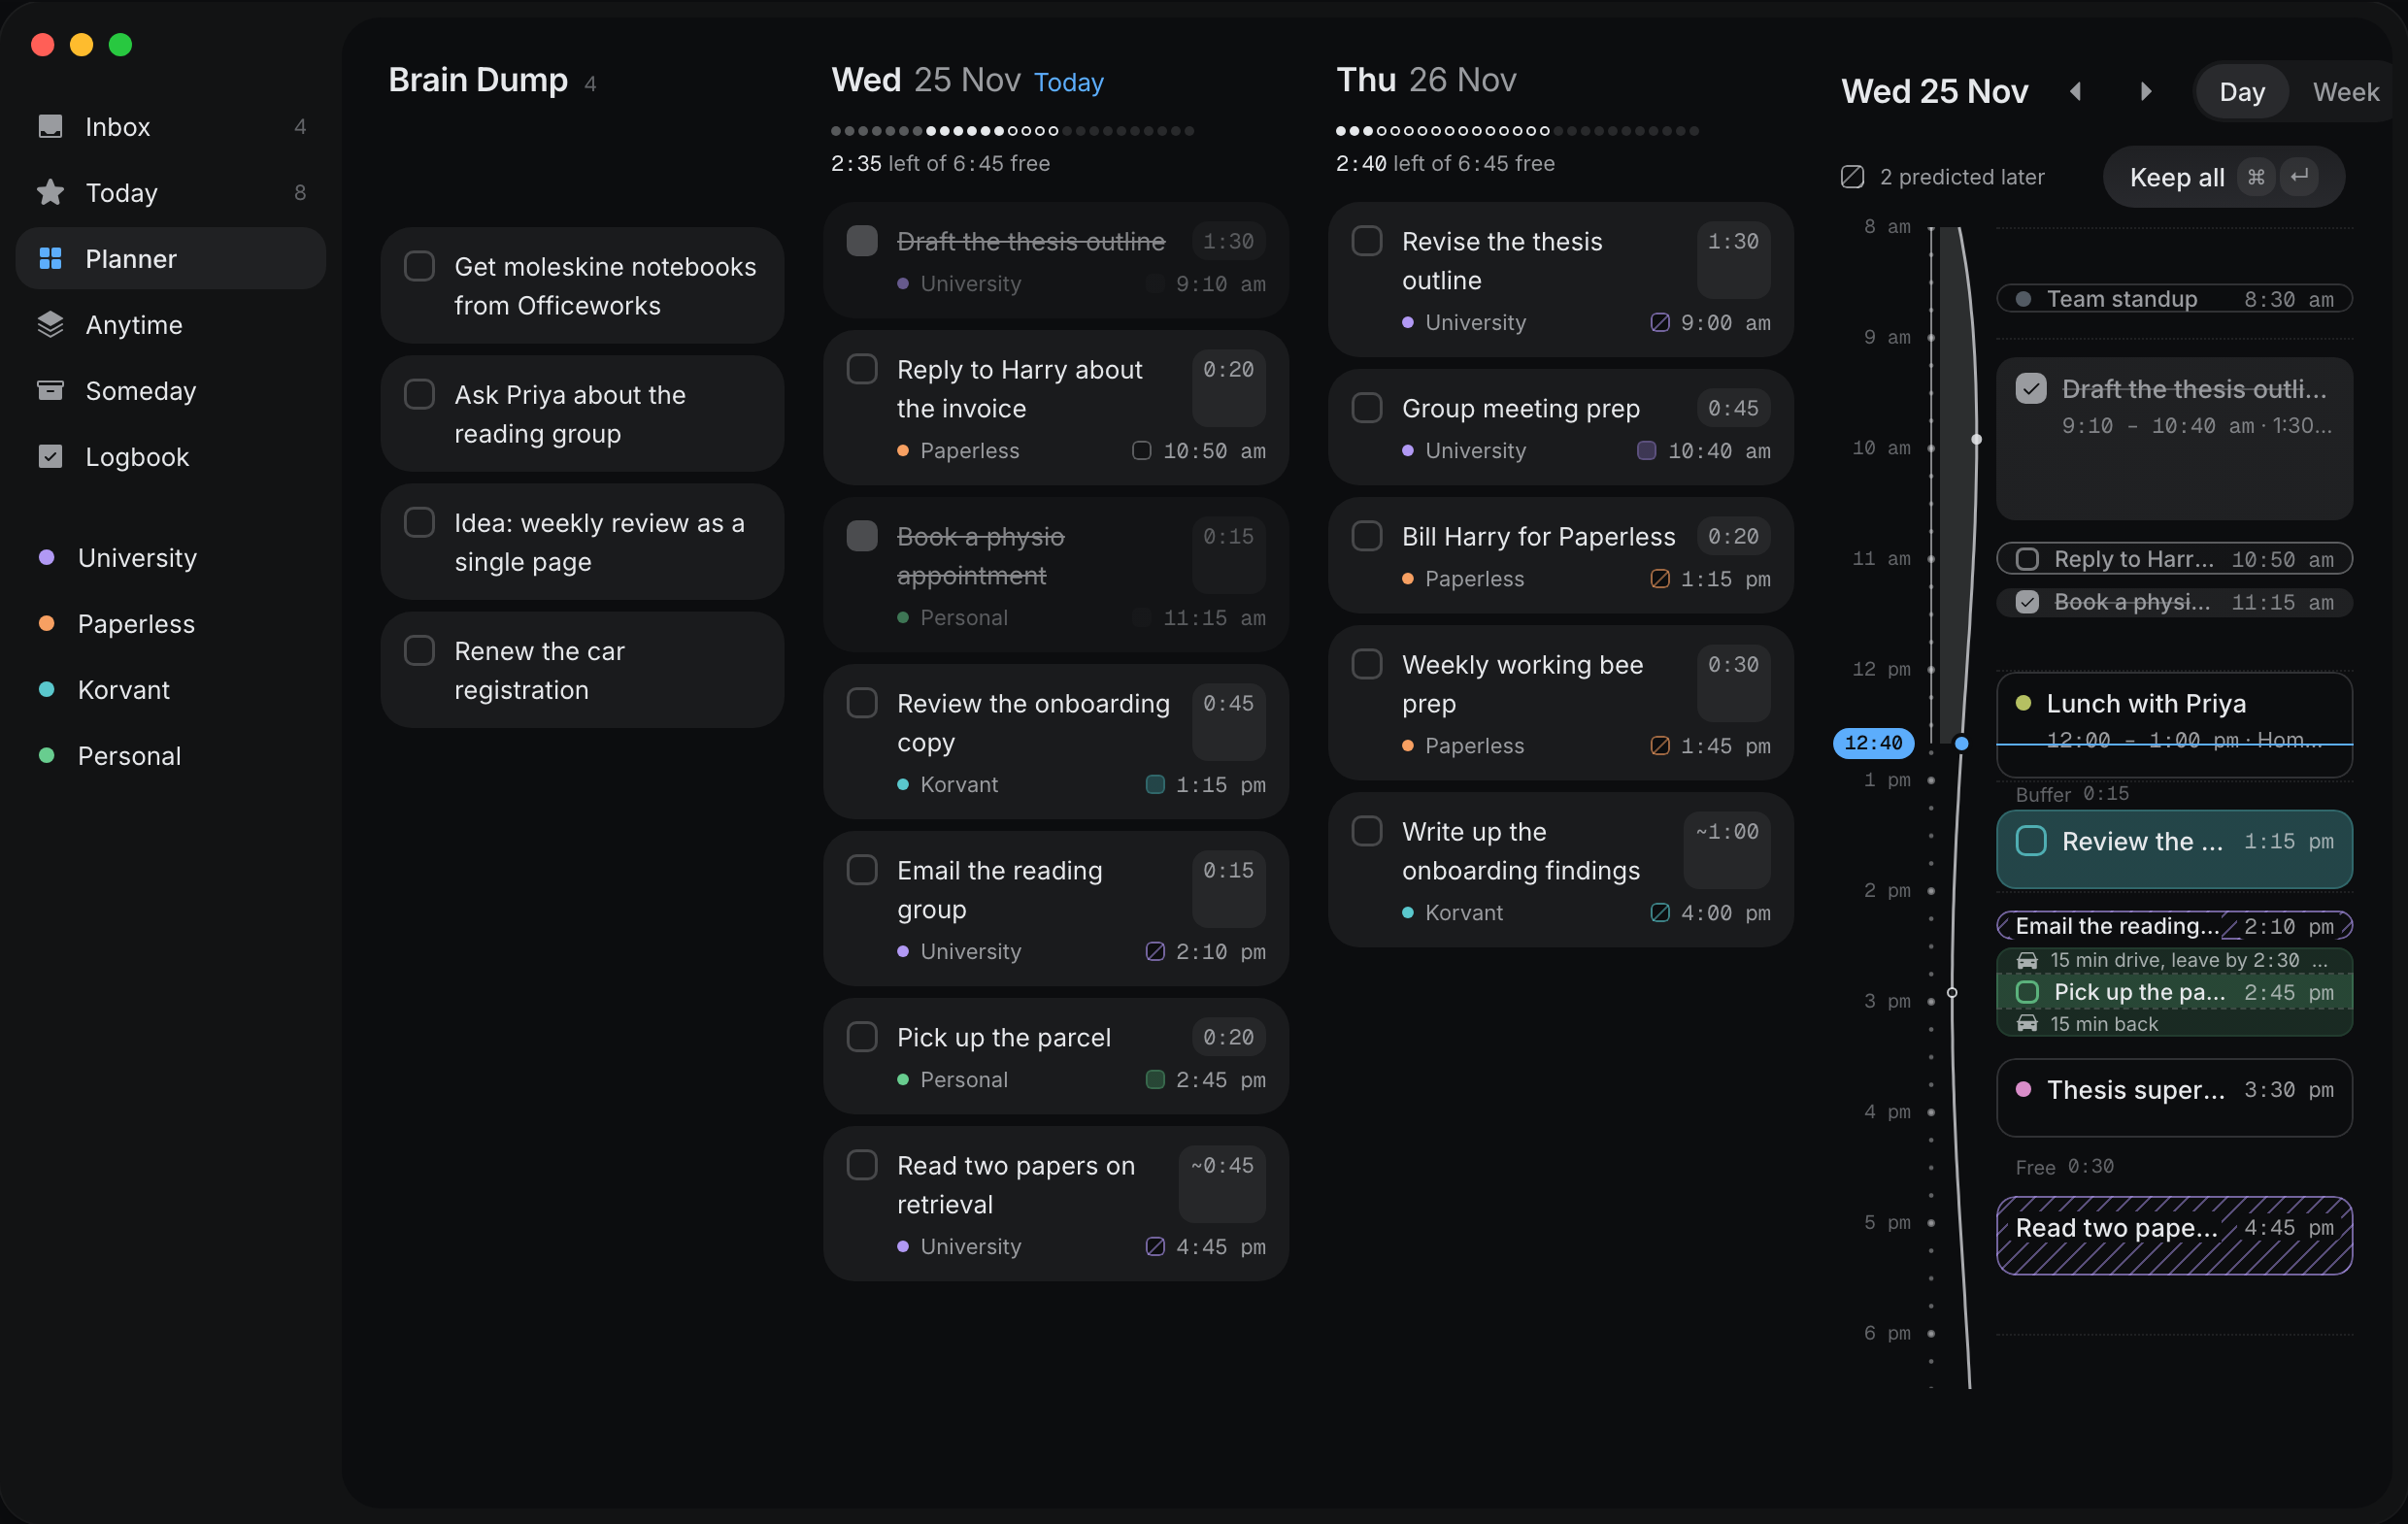 Inbox 4
Today 8
Planner
Anytime
Someday
Logbook
University
Paperless
Korvant
Personal
Brain Dump 4
Get moleskine notebooks
from Officeworks
Ask Priya about the
reading group
Idea: weekly review as a
single page
Renew the car
registration
Wed 25 Nov Today
2:35 left of 6:45 free
Draft the thesis outline 1:30
University 9:10 am
Reply to Harry about 0:20
the invoice
Paperless 10:50 am
Book a physio 0:15
appointment
Personal 11:15 am
Review the onboarding 0:45
copy
Korvant 1:15 pm
Email the reading 0:15
group
University 2:10 pm
Pick up the parcel 0:20
Personal 2:45 pm
Read two papers on ~0:45
retrieval
University 4:45 pm
Thu 26 Nov
2:40 left of 6:45 free
Revise the thesis 1:30
outline
University 9:00 am
Group meeting prep 0:45
University 10:40 am
Bill Harry for Paperless 0:20
Paperless 1:15 pm
Weekly working bee 0:30
prep
Paperless 1:45 pm
Write up the ~1:00
onboarding findings
Korvant 4:00 pm
Wed 25 Nov Day Week
2 predicted later Keep all ⌘ ↵
8 am
Team standup 8:30 am
9 am
Draft the thesis outli...
9:10 – 10:40 am · 1:30...
10 am
11 am Reply to Harr... 10:50 am
Book a physi... 11:15 am
12 pm
Lunch with Priya
12:40 12:00 – 1:00 pm · Hom...
1 pm
Buffer 0:15
Review the ... 1:15 pm
2 pm
Email the reading... 2:10 pm
15 min drive, leave by 2:30 ...
Pick up the pa... 2:45 pm
3 pm
15 min back
Thesis super... 3:30 pm
4 pm
Free 0:30
5 pm Read two pape... 4:45 pm
6 pm